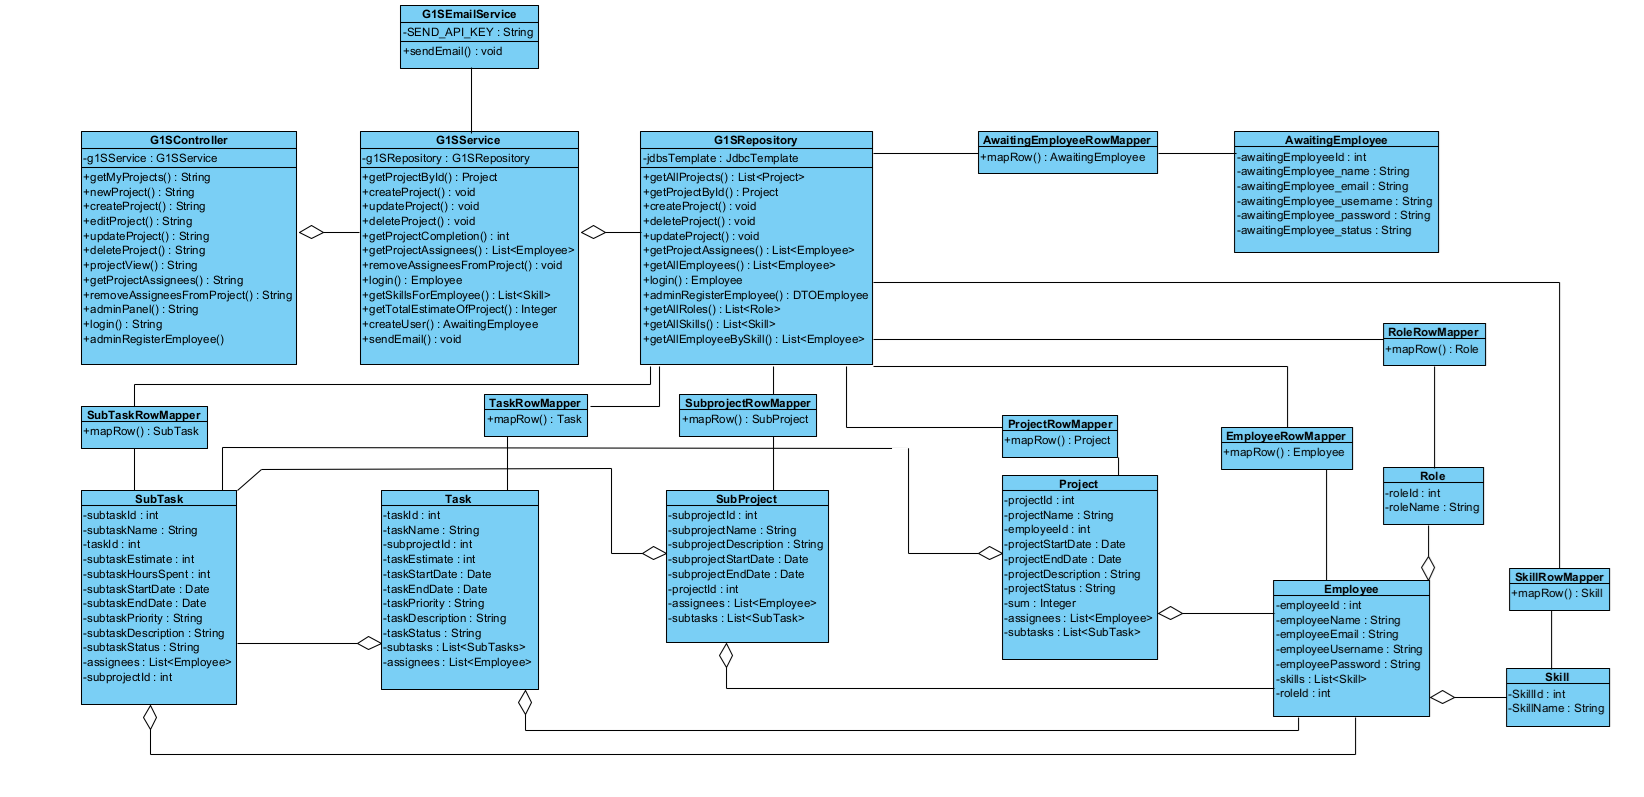 G1SEmailService
-SEND_API_KEY : String
+sendEmail() : void
G1SController
-g1SService : G1SService
+getMyProjects() : String
+newProject() : String
+createProject() : String
+editProject() : String
+updateProject() : String
+deleteProject() : String
+projectView() : String
+getProjectAssignees() : String
+removeAssigneesFromProject() : String
+adminPanel() : String
+login() : String
+adminRegisterEmployee()
G1SService
-g1SRepository : G1SRepository
+getProjectById() : Project
+createProject() : void
+updateProject() : void
+deleteProject() : void
+getProjectCompletion() : int
+getProjectAssignees() : List<Employee>
+removeAssigneesFromProject() : void
+login() : Employee
+getSkillsForEmployee() : List<Skill>
+getTotalEstimateOfProject() : Integer
+createUser() : AwaitingEmployee
+sendEmail() : void
G1SRepository
-jdbsTemplate : JdbcTemplate
+getAllProjects() : List<Project>
+getProjectById() : Project
+createProject() : void
+deleteProject() : void
+updateProject() : void
+getProjectAssignees() : List<Employee>
+getAllEmployees() : List<Employee>
+login() : Employee
+adminRegisterEmployee() : DTOEmployee
+getAllRoles() : List<Role>
+getAllSkills() : List<Skill>
+getAllEmployeeBySkill() : List<Employee>
AwaitingEmployeeRowMapper
+mapRow() : AwaitingEmployee
AwaitingEmployee
-awaitingEmployeeId : int
-awaitingEmployee_name : String
-awaitingEmployee_email : String
-awaitingEmployee_username : String
-awaitingEmployee_password : String
-awaitingEmployee_status : String
RoleRowMapper
+mapRow() : Role
SubTaskRowMapper
+mapRow() : SubTask
TaskRowMapper
+mapRow() : Task
SubprojectRowMapper
+mapRow() : SubProject
ProjectRowMapper
+mapRow() : Project
EmployeeRowMapper
+mapRow() : Employee
SubTask
-subtaskId : int
-subtaskName : String
-taskId : int
-subtaskEstimate : int
-subtaskHoursSpent : int
-subtaskStartDate : Date
-subtaskEndDate : Date
-subtaskPriority : String
-subtaskDescription : String
-subtaskStatus : String
-assignees : List<Employee>
-subprojectId : int
Task
-taskId : int
-taskName : String
-subprojectId : int
-taskEstimate : int
-taskStartDate : Date
-taskEndDate : Date
-taskPriority : String
-taskDescription : String
-taskStatus : String
-subtasks : List<SubTasks>
-assignees : List<Employee>
SubProject
-subprojectId : int
-subprojectName : String
-subprojectDescription : String
-subprojectStartDate : Date
-subprojectEndDate : Date
-projectId : int
-assignees : List<Employee>
-subtasks : List<SubTask>
Project
-projectId : int
-projectName : String
-employeeId : int
-projectStartDate : Date
-projectEndDate : Date
-projectDescription : String
-projectStatus : String
-sum : Integer
-assignees : List<Employee>
-subtasks : List<SubTask>
Role
-roleId : int
-roleName : String
Employee
-employeeId : int
-employeeName : String
-employeeEmail : String
-employeeUsername : String
-employeePassword : String
-skills : List<Skill>
-roleId : int
SkillRowMapper
+mapRow() : Skill
Skill
-SkillId : int
-SkillName : String